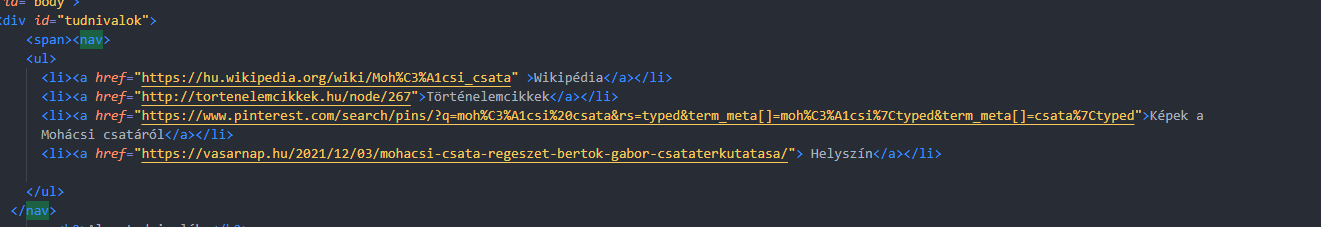 id="body">
<div id="tudnivalok">
<span><nav>
<ul>
<li><a href="https://hu.wikipedia.org/wiki/Moh%C3%A1csi_csata" >Wikipédia</a></li>
<li><a href="http://tortenelemcikkek.hu/node/267">Történelemcikkek</a></li>
<li><a href="https://www.pinterest.com/search/pins/?q=moh%C3%A1csi%20csata&rs=typed&term_meta[]=moh%C3%A1csi%7Ctyped&term_meta[]=csata%7Ctyped">Képek a
Mohácsi csatáról</a></li>
<li><a href="https://vasarnap.hu/2021/12/03/mohacsi-csata-regeszet-bertok-gabor-csataterkutatasa/"> Helyszín</a></li>
</ul>
</nav>